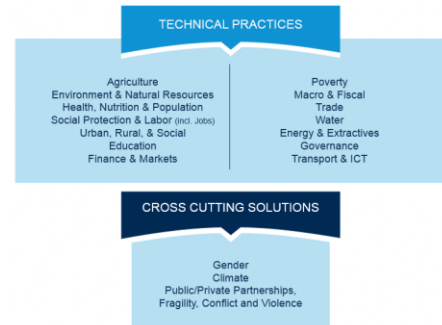 TECHNICAL PRACTICES
Agriculture
Environment & Natural Resources
Health, Nutrition & Population
Social Protection & Labor (incl. Jobs)
Urban, Rural, & Social
Education
Finance & Markets
Poverty
Macro & Fiscal
Trade
Water
Energy & Extractives
Governance
Transport & ICT
CROSS CUTTING SOLUTIONS
Gender
Climate
Public/Private Partnerships,
Fragility, Conflict and Violence